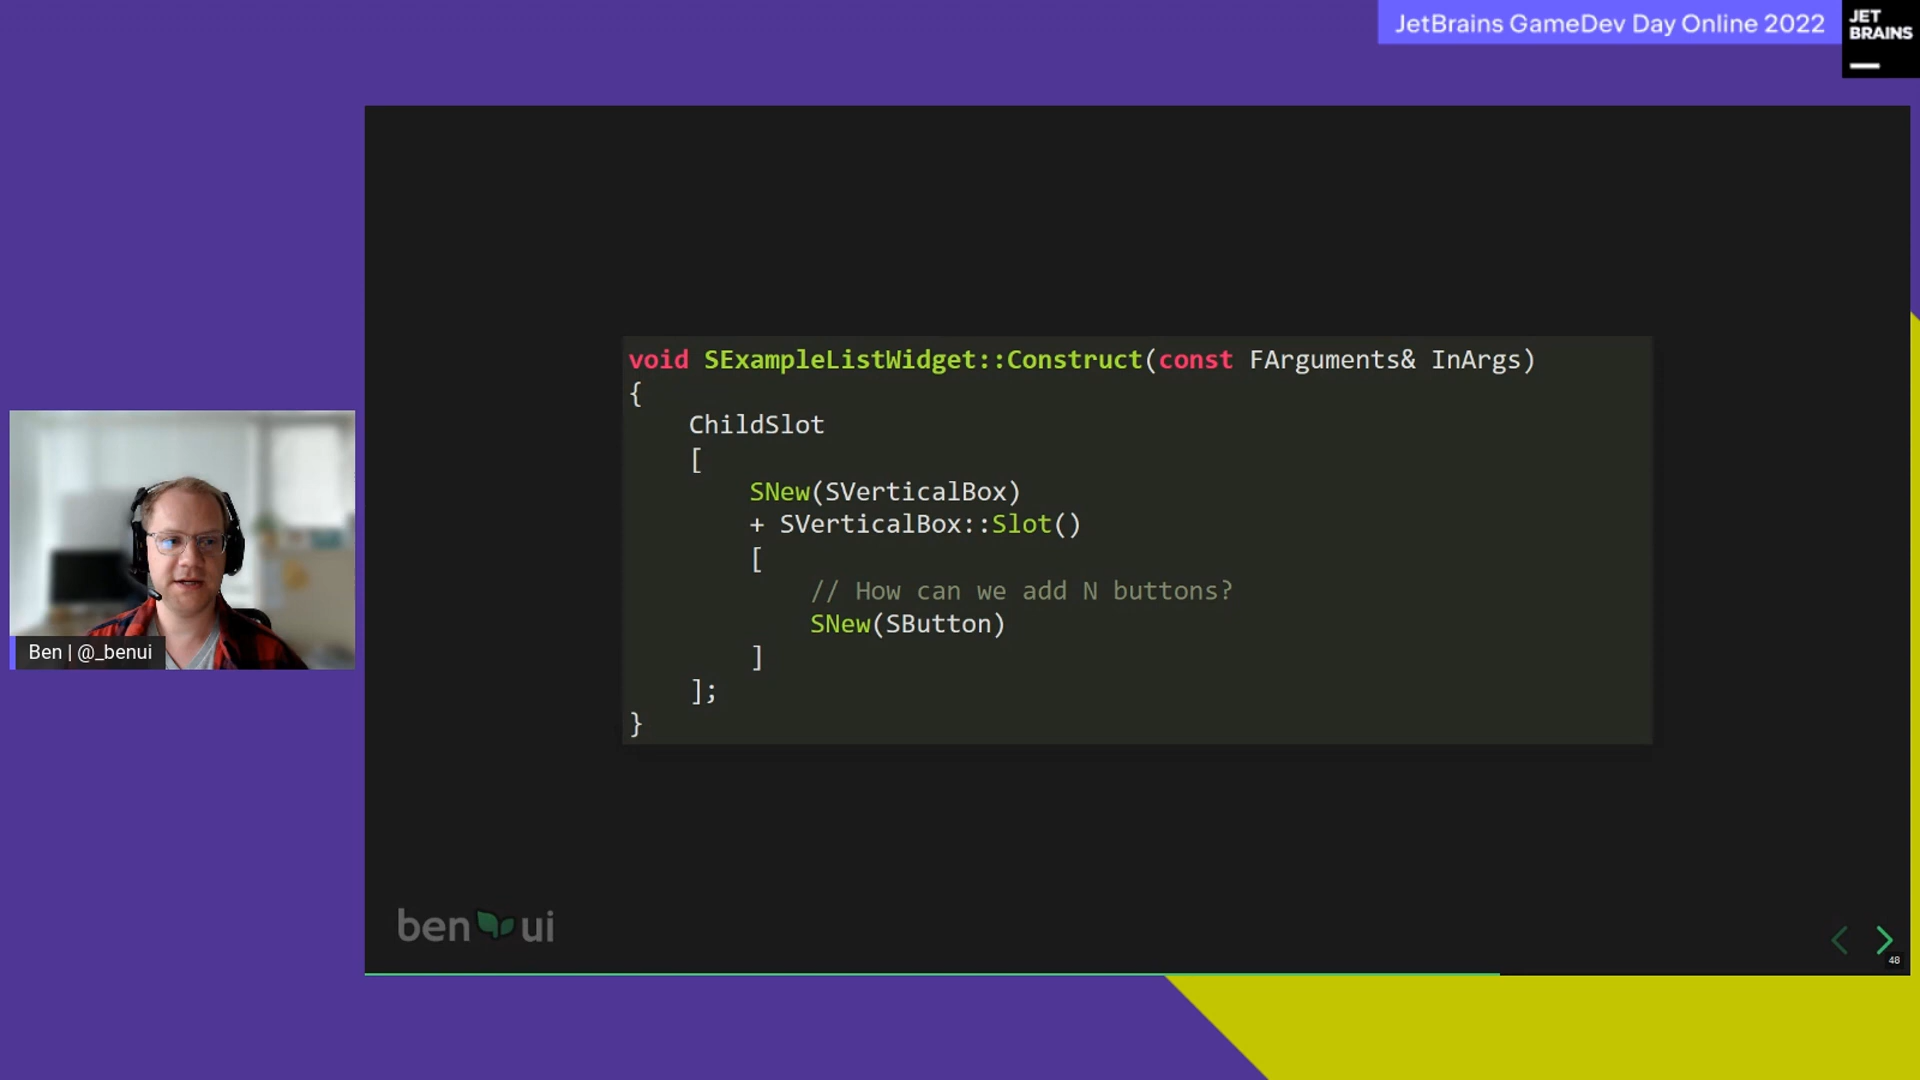 JetBrains GameDev Day Online 2022
JET
BRAINS
void SExampleListWidget::Construct(const FArguments& InArgs)
{
    ChildSlot
    [
        SNew(SVerticalBox)
        + SVerticalBox::Slot()
        [
            // How can we add N buttons?
            SNew(SButton)
        ]
    ];
}
Ben | @_benui
ben ui
48